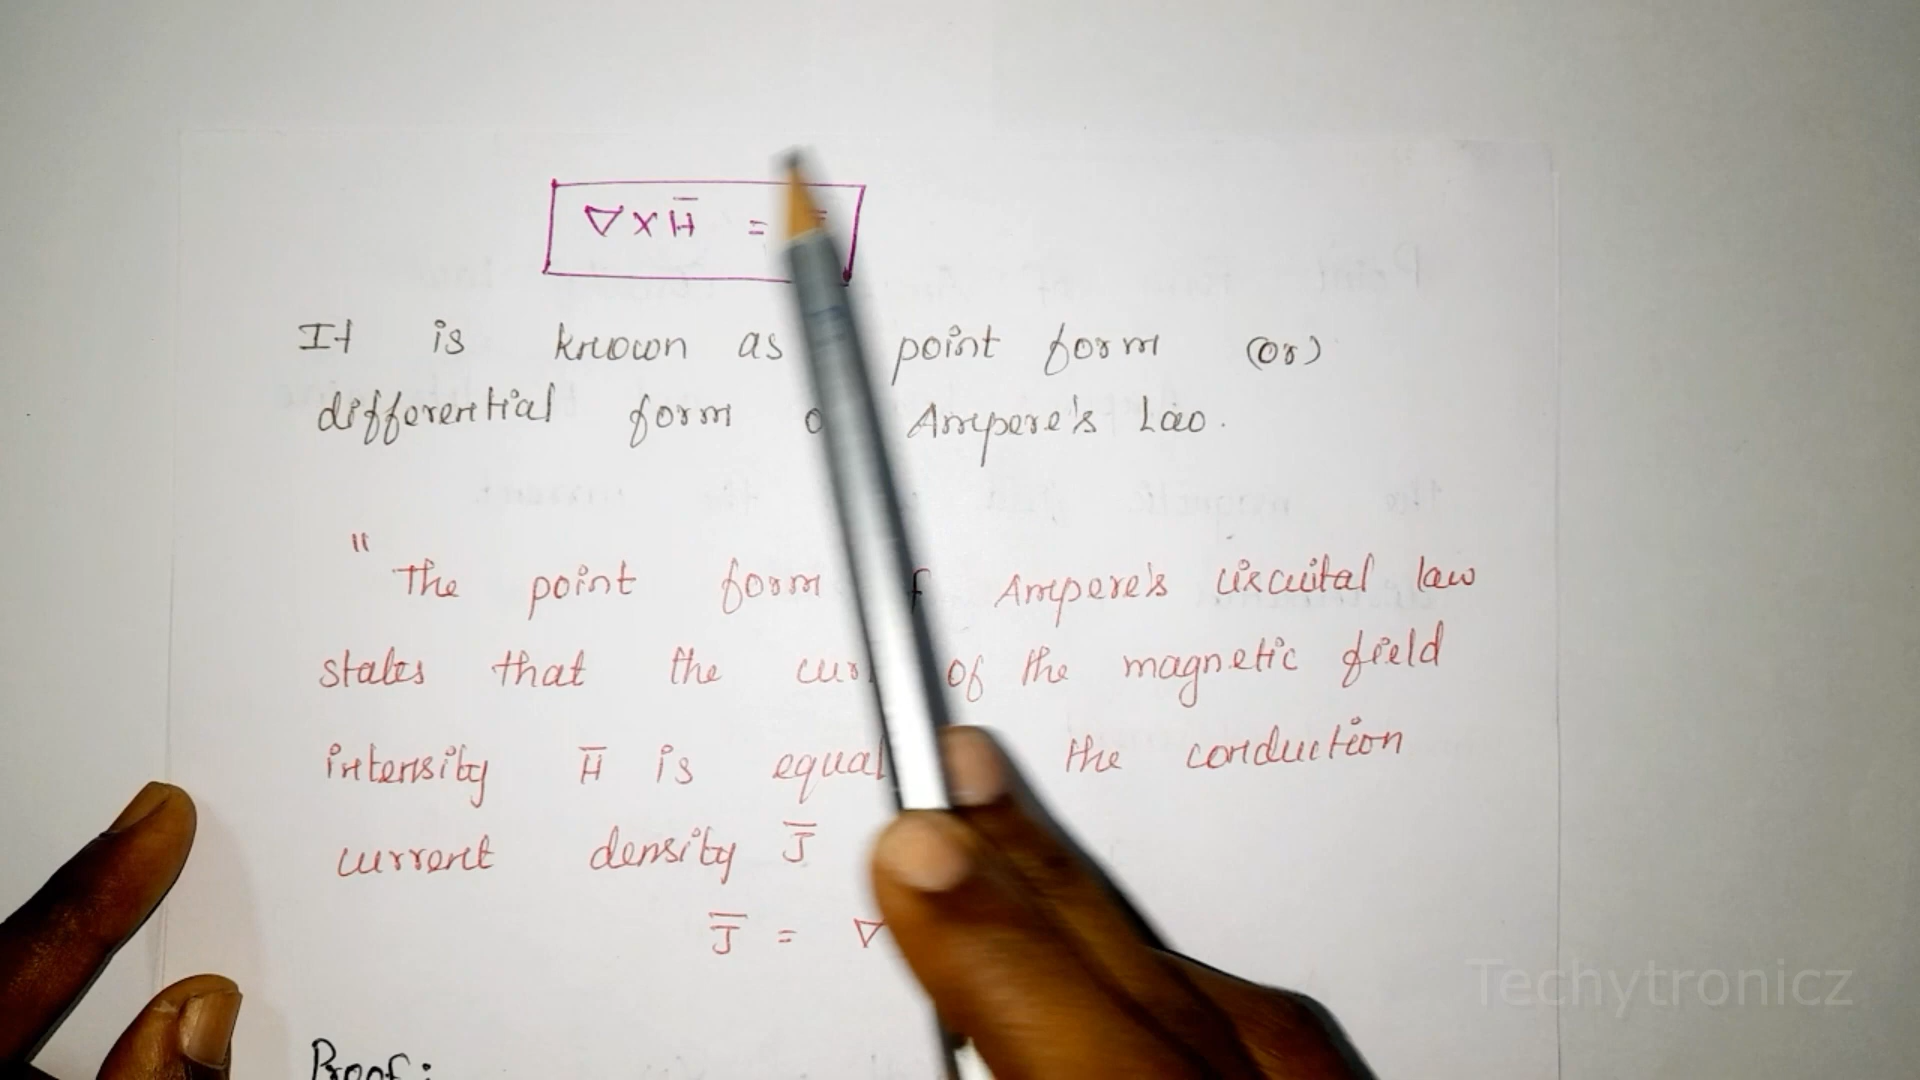 ∇ × H̄ =
It is known as point form (or)
differential form Ampere's Law.
" The point form Ampere's circuital law
states that the of the magnetic field
intensity H̄ is equal the conduction
current density J̄
J̄ = ∇
Proof:
Techytronicz